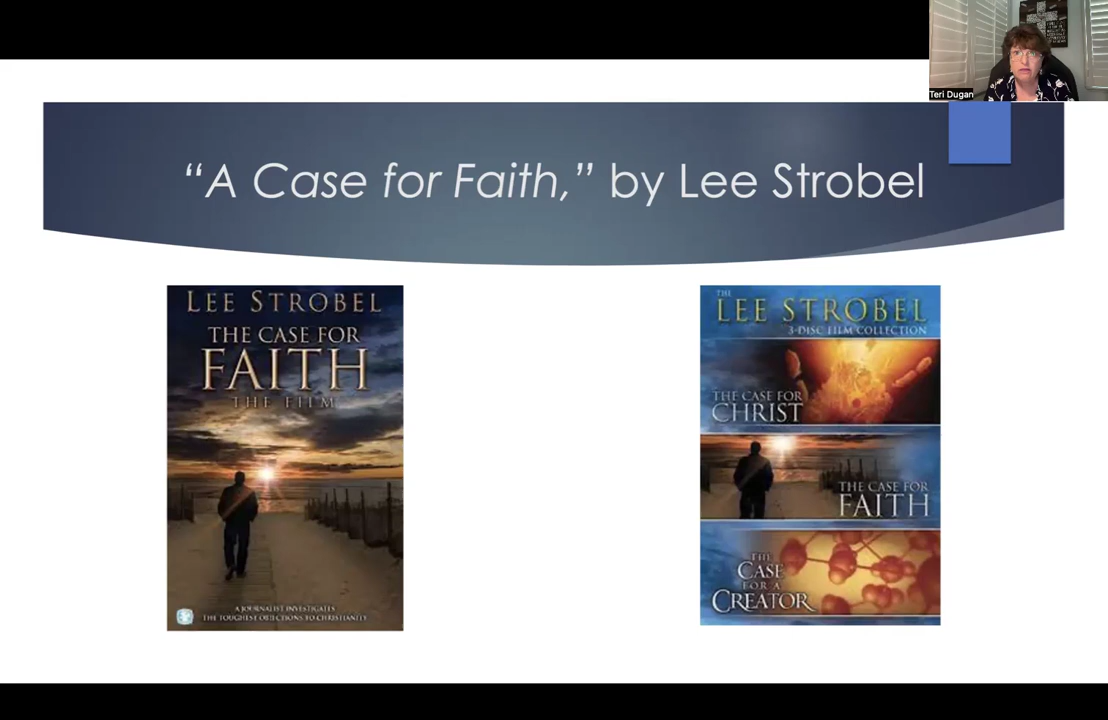 Teri Dugan
“A Case for Faith,” by Lee Strobel
LEE STROBEL
THE CASE FOR
FAITH
THE FILM
A JOURNALIST INVESTIGATES
THE TOUGHEST OBJECTIONS TO CHRISTIANITY
THE
LEE STROBEL
3-DISC FILM COLLECTION
THE CASE FOR
CHRIST
THE CASE FOR
FAITH
THE
CASE
FOR A
CREATOR